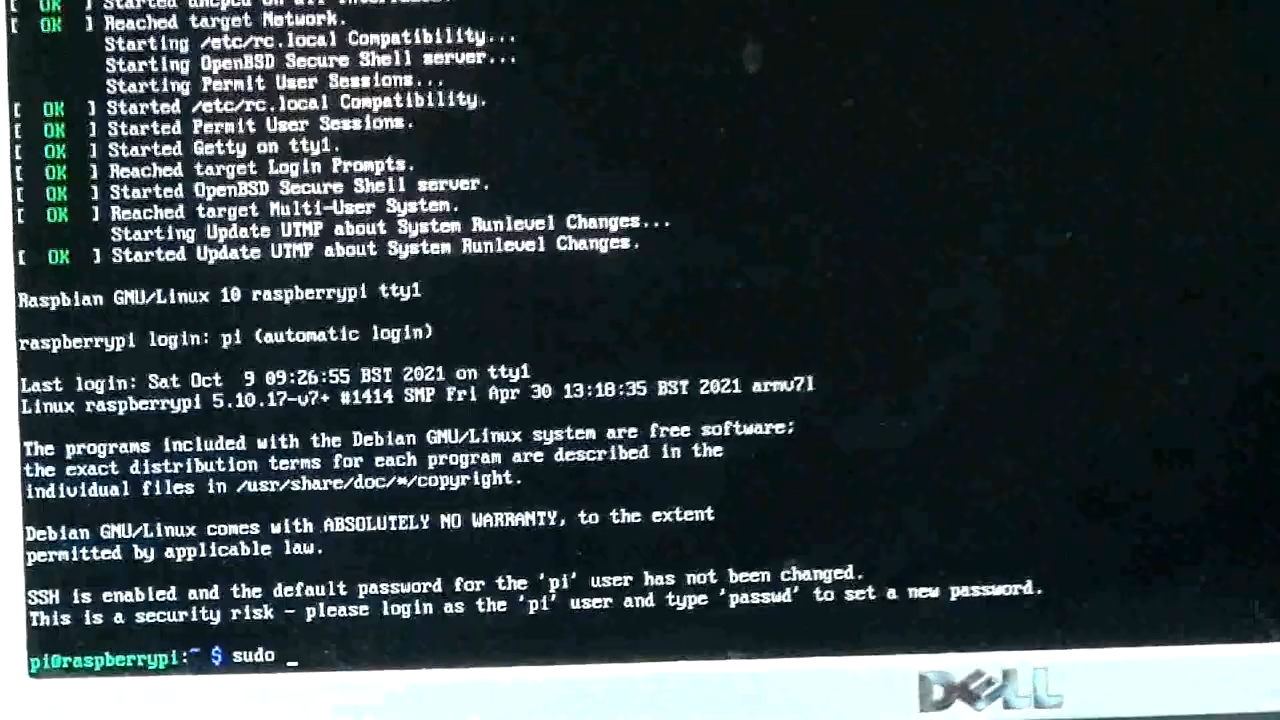 [ OK ] Started dhcpcd on all interfaces.
[ OK ] Reached target Network.
Starting /etc/rc.local Compatibility...
Starting OpenBSD Secure Shell server...
Starting Permit User Sessions...
[ OK ] Started /etc/rc.local Compatibility.
[ OK ] Started Permit User Sessions.
[ OK ] Started Getty on tty1.
[ OK ] Reached target Login Prompts.
[ OK ] Started OpenBSD Secure Shell server.
[ OK ] Reached target Multi-User System.
Starting Update UTMP about System Runlevel Changes...
[ OK ] Started Update UTMP about System Runlevel Changes.
Raspbian GNU/Linux 10 raspberrypi tty1
raspberrypi login: pi (automatic login)
Last login: Sat Oct  9 09:26:55 BST 2021 on tty1
Linux raspberrypi 5.10.17-v7+ #1414 SMP Fri Apr 30 13:18:35 BST 2021 armv7l
The programs included with the Debian GNU/Linux system are free software;
the exact distribution terms for each program are described in the
individual files in /usr/share/doc/*/copyright.
Debian GNU/Linux comes with ABSOLUTELY NO WARRANTY, to the extent
permitted by applicable law.
SSH is enabled and the default password for the 'pi' user has not been changed.
This is a security risk - please login as the 'pi' user and type 'passwd' to set a new password.
pi@raspberrypi:~ $ sudo _
DELL